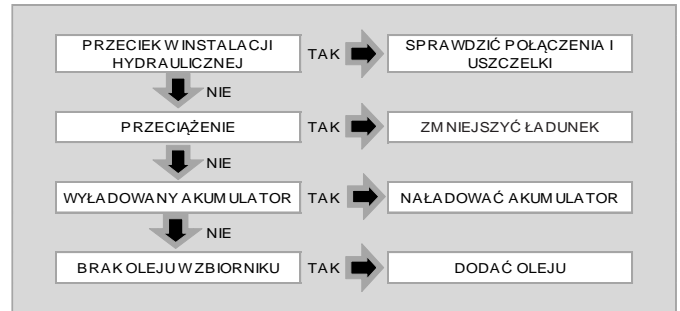 PRZECIEK W INSTALACJI
HYDRAULICZNEJ
TAK
SPRAWDZIĆ POŁĄCZENIA I
USZCZELKI
NIE
PRZECIĄŻENIE
TAK
ZMNIEJSZYĆ ŁADUNEK
NIE
WYŁADOWANY AKUMULATOR
TAK
NAŁADOWAĆ AKUMULATOR
NIE
BRAK OLEJU W ZBIORNIKU
TAK
DODAĆ OLEJU